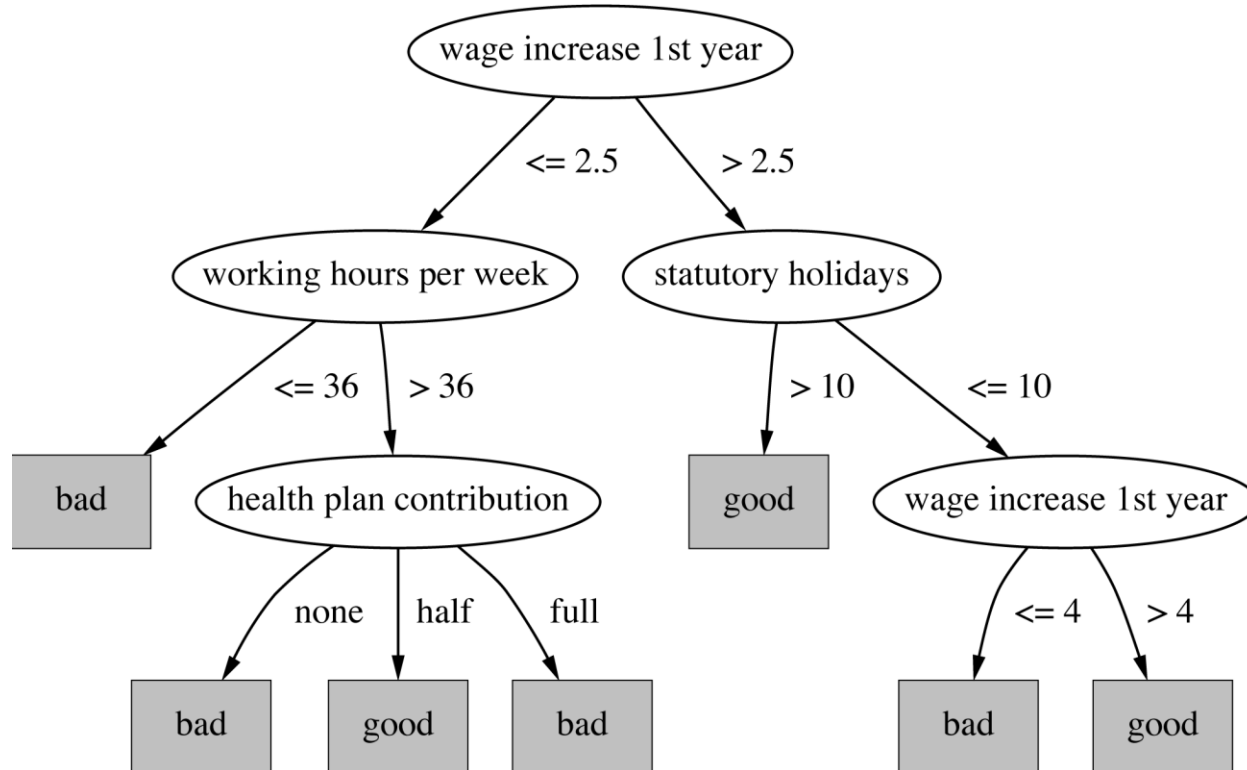 wage increase 1st year
<= 2.5
> 2.5
working hours per week
statutory holidays
<= 36
> 36
> 10
<= 10
bad
health plan contribution
good
wage increase 1st year
none
half
full
<= 4
> 4
bad
good
bad
bad
good